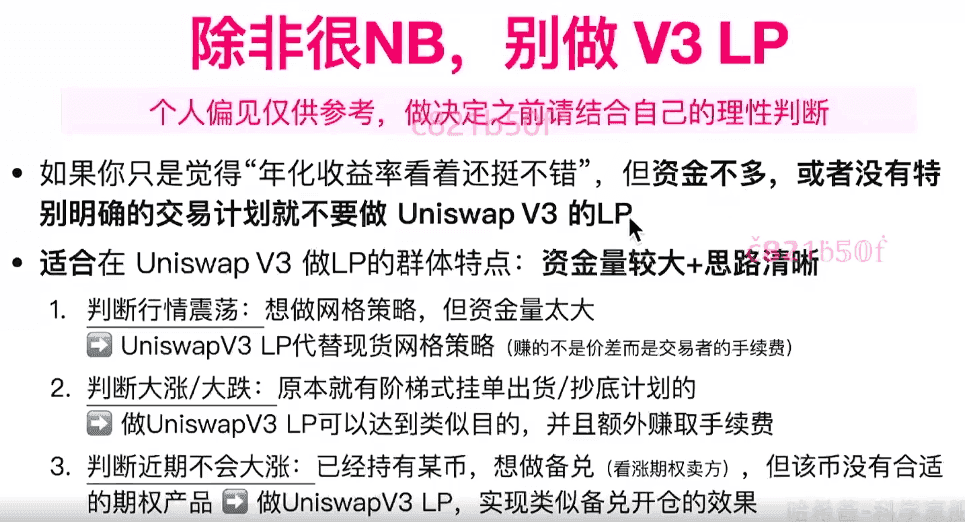 除非很NB，别做 V3 LP
个人偏见仅供参考，做决定之前请结合自己的理性判断
c821b50f
• 如果你只是觉得“年化收益率看着还挺不错”，但资金不多，或者没有特
别明确的交易计划就不要做 Uniswap V3 的LP
č821b50ḟ
• 适合在 Uniswap V3 做LP的群体特点：资金量较大+思路清晰
1. 判断行情震荡：想做网格策略，但资金量太大
➡ UniswapV3 LP代替现货网格策略（赚的不是价差而是交易者的手续费）
2. 判断大涨/大跌：原本就有阶梯式挂单出货/抄底计划的
➡ 做UniswapV3 LP可以达到类似目的，并且额外赚取手续费
3. 判断近期不会大涨：已经持有某币，想做备兑（看涨期权卖方），但该币没有合适
的期权产品 ➡ 做UniswapV3 LP，实现类似备兑开仓的效果